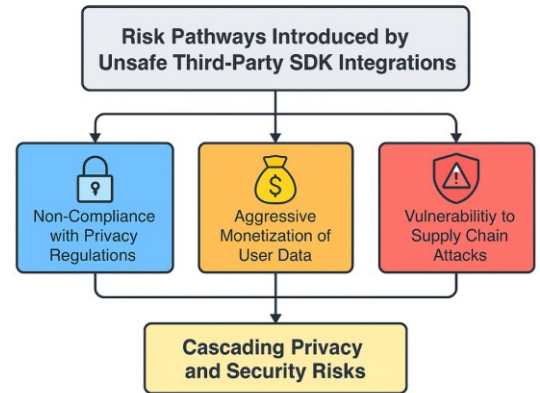 Risk Pathways Introduced by
Unsafe Third-Party SDK Integrations
Non-Compliance
with Privacy
Regulations
$
Aggressive
Monetization of
User Data
Vulnerabilitiy to
Supply Chain
Attacks
Cascading Privacy
and Security Risks